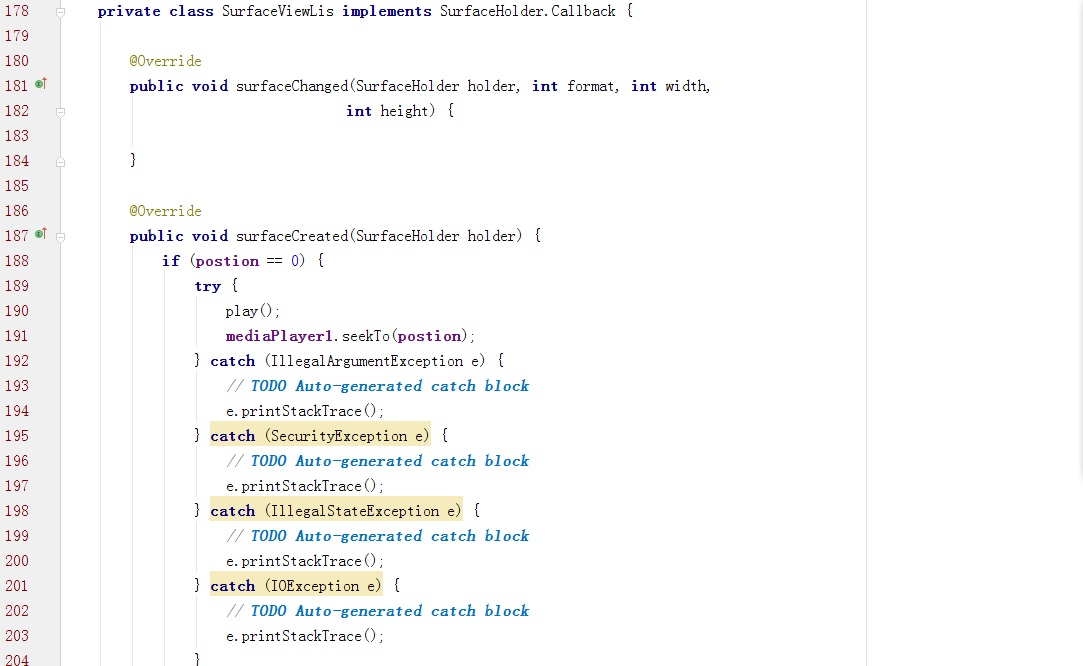 178 private class SurfaceViewLis implements SurfaceHolder.Callback {
179
180 @Override
181 public void surfaceChanged(SurfaceHolder holder, int format, int width,
182 int height) {
183
184 }
185
186 @Override
187 public void surfaceCreated(SurfaceHolder holder) {
188 if (postion == 0) {
189 try {
190 play();
191 mediaPlayer1.seekTo(postion);
192 } catch (IllegalArgumentException e) {
193 // TODO Auto-generated catch block
194 e.printStackTrace();
195 } catch (SecurityException e) {
196 // TODO Auto-generated catch block
197 e.printStackTrace();
198 } catch (IllegalStateException e) {
199 // TODO Auto-generated catch block
200 e.printStackTrace();
201 } catch (IOException e) {
202 // TODO Auto-generated catch block
203 e.printStackTrace();
204 }